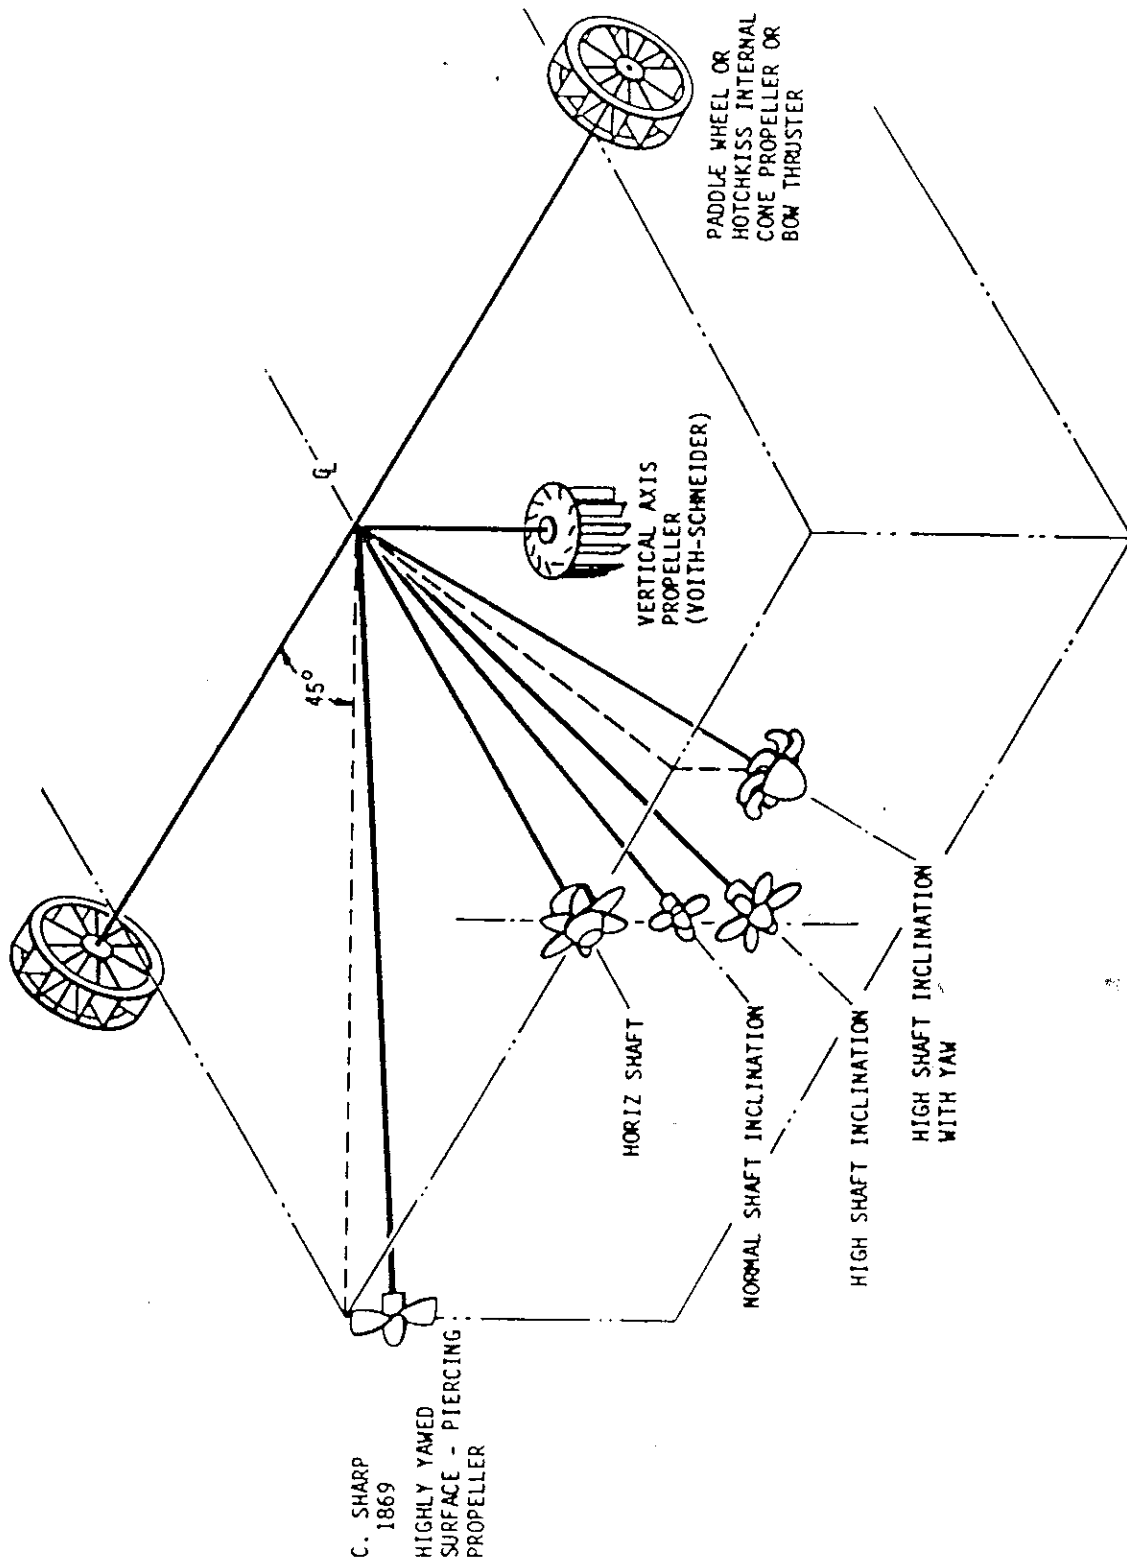 C. SHARP
1869
HIGHLY YAWED
SURFACE - PIERCING
PROPELLER
45°
℄
HORIZ SHAFT
NORMAL SHAFT INCLINATION
HIGH SHAFT INCLINATION
HIGH SHAFT INCLINATION
WITH YAW
VERTICAL AXIS
PROPELLER
(VOITH-SCHNEIDER)
PADDLE WHEEL OR
HOTCHKISS INTERNAL
CONE PROPELLER OR
BOW THRUSTER